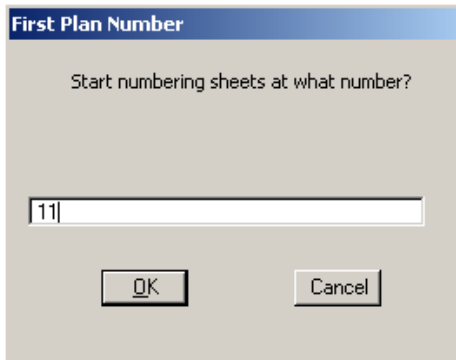 First Plan Number
Start numbering sheets at what number?
11
OK
Cancel